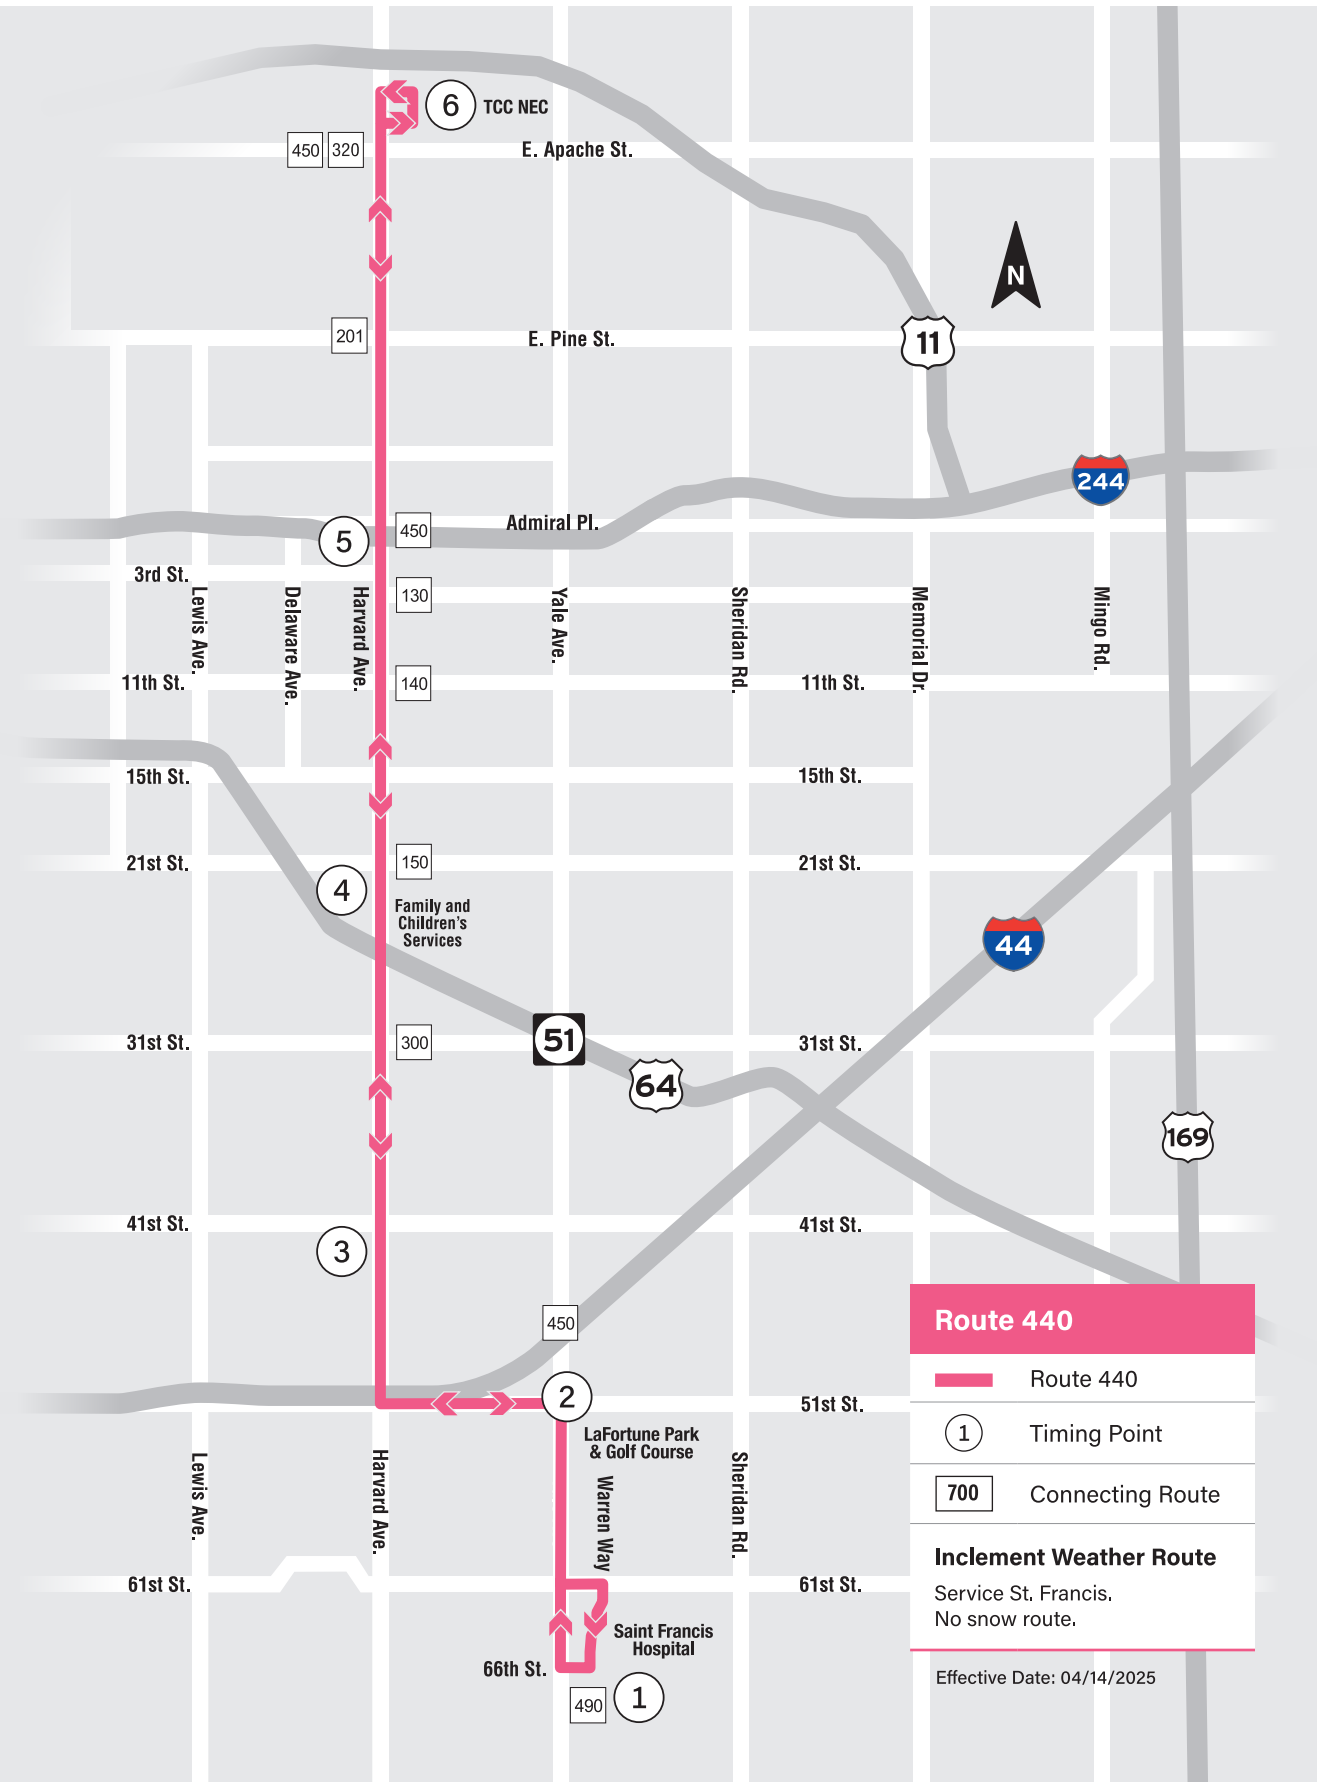 6
TCC NEC
450
320
E. Apache St.
N
201
E. Pine St.
11
244
Admiral Pl.
450
5
3rd St.
130
Lewis Ave.
Delaware Ave.
Harvard Ave.
Yale Ave.
Sheridan Rd.
Memorial Dr.
Mingo Rd.
11th St.
140
11th St.
15th St.
15th St.
21st St.
150
21st St.
4
Family and
Children's
Services
44
31st St.
300
51
31st St.
64
169
41st St.
41st St.
3
450
2
51st St.
LaFortune Park
& Golf Course
Lewis Ave.
Harvard Ave.
Warren Way
Sheridan Rd.
61st St.
61st St.
Saint Francis
Hospital
66th St.
490
1
Route 440
Route 440
1
Timing Point
700
Connecting Route
Inclement Weather Route
Service St. Francis.
No snow route.
Effective Date: 04/14/2025